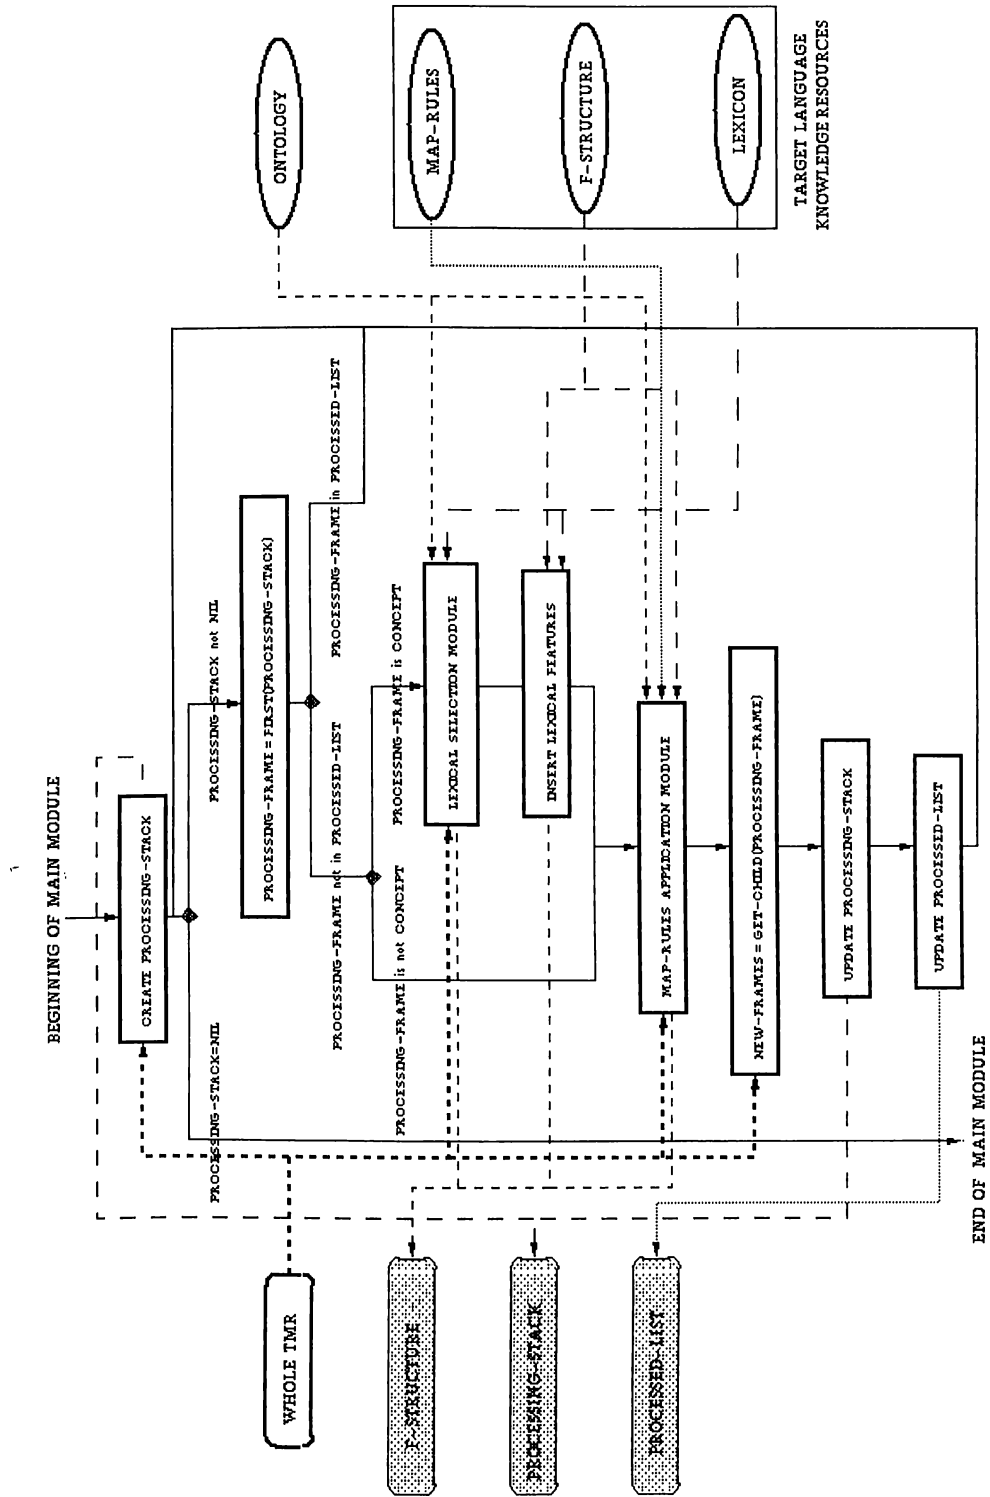 BEGINNING OF MAIN MODULE
CREATE PROCESSING-STACK
PROCESSING-STACK=NIL
PROCESSING-STACK not NIL
PROCESSING-FRAME = FIRST(PROCESSING-STACK)
PROCESSING-FRAME not in PROCESSED-LIST
PROCESSING-FRAME in PROCESSED-LIST
PROCESSING-FRAME is not CONCEPT
PROCESSING-FRAME is CONCEPT
LEXICAL SELECTION MODULE
INSERT LEXICAL FEATURES
MAP-RULES APPLICATION MODULE
NEW-FRAMES = GET-CHILD(PROCESSING-FRAME)
UPDATE PROCESSING-STACK
UPDATE PROCESSED-LIST
END OF MAIN MODULE
WHOLE TMR
F-STRUCTURE
PROCESSING-STACK
PROCESSED-LIST
ONTOLOGY
MAP-RULES
F-STRUCTURE
LEXICON
TARGET LANGUAGE
KNOWLEDGE RESOURCES